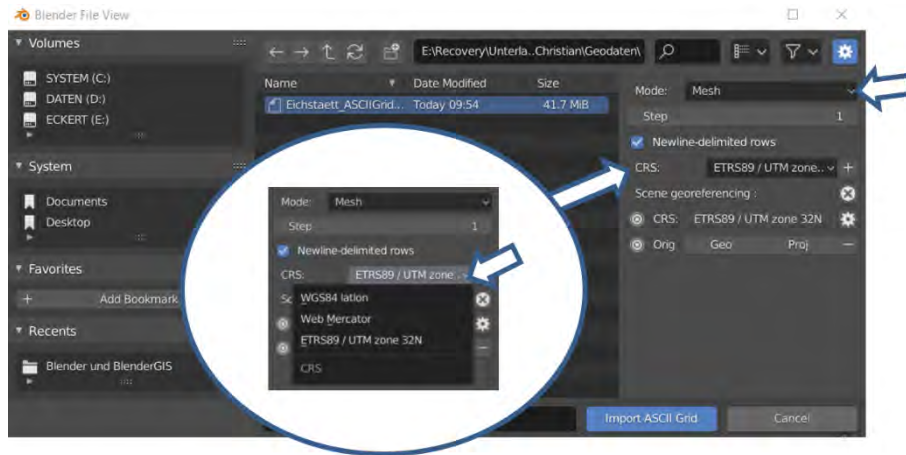 Blender File View
Volumes
SYSTEM (C:)
DATEN (D:)
ECKERT (E:)
System
Documents
Desktop
Favorites
Add Bookmark
Recents
Blender und BlenderGIS
E:\Recovery\Unterla..Christian\Geodaten\
Name Date Modified Size
Eichstaett_ASCIIGrid... Today 09:54 41.7 MiB
Mode: Mesh
Step 1
Newline-delimited rows
CRS: ETRS89 / UTM zone..
Scene georeferencing :
CRS: ETRS89 / UTM zone 32N
Orig Geo Proj
Mode: Mesh
Step 1
Newline-delimited rows
CRS: ETRS89 / UTM zone..
Sc
WGS84 latlon
Web Mercator
ETRS89 / UTM zone 32N
CRS
Import ASCII Grid Cancel